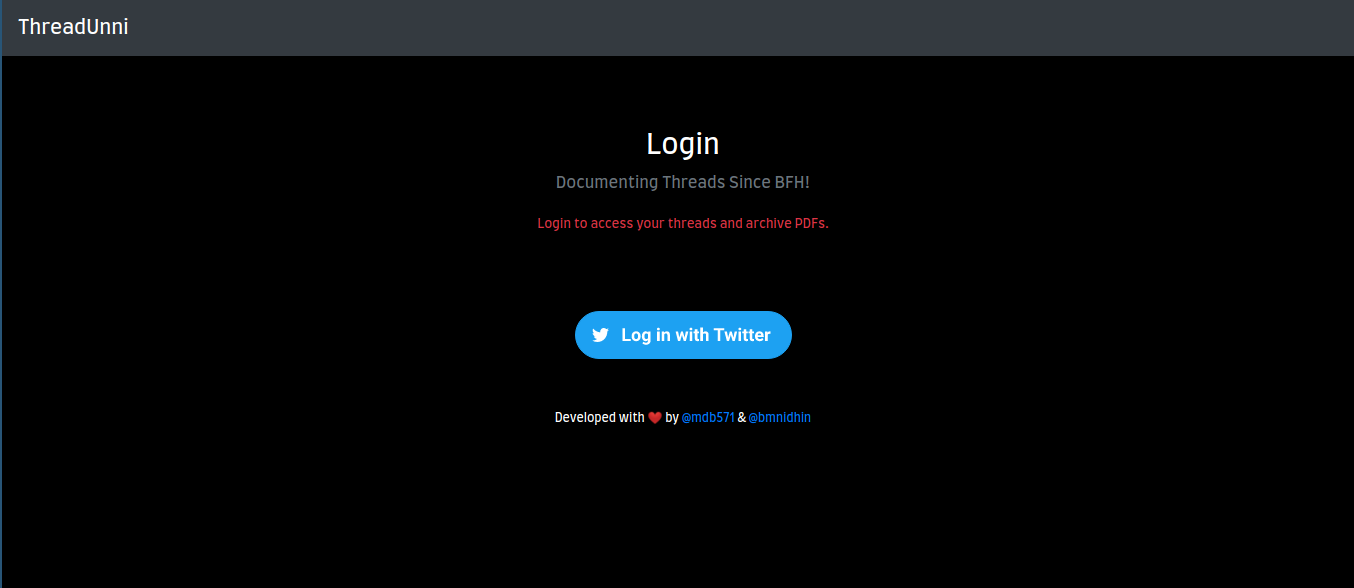 ThreadUnni
Login
Documenting Threads Since BFH!
Login to access your threads and archive PDFs.
Log in with Twitter
Developed with ❤️ by @mdb571 & @bmnidhin